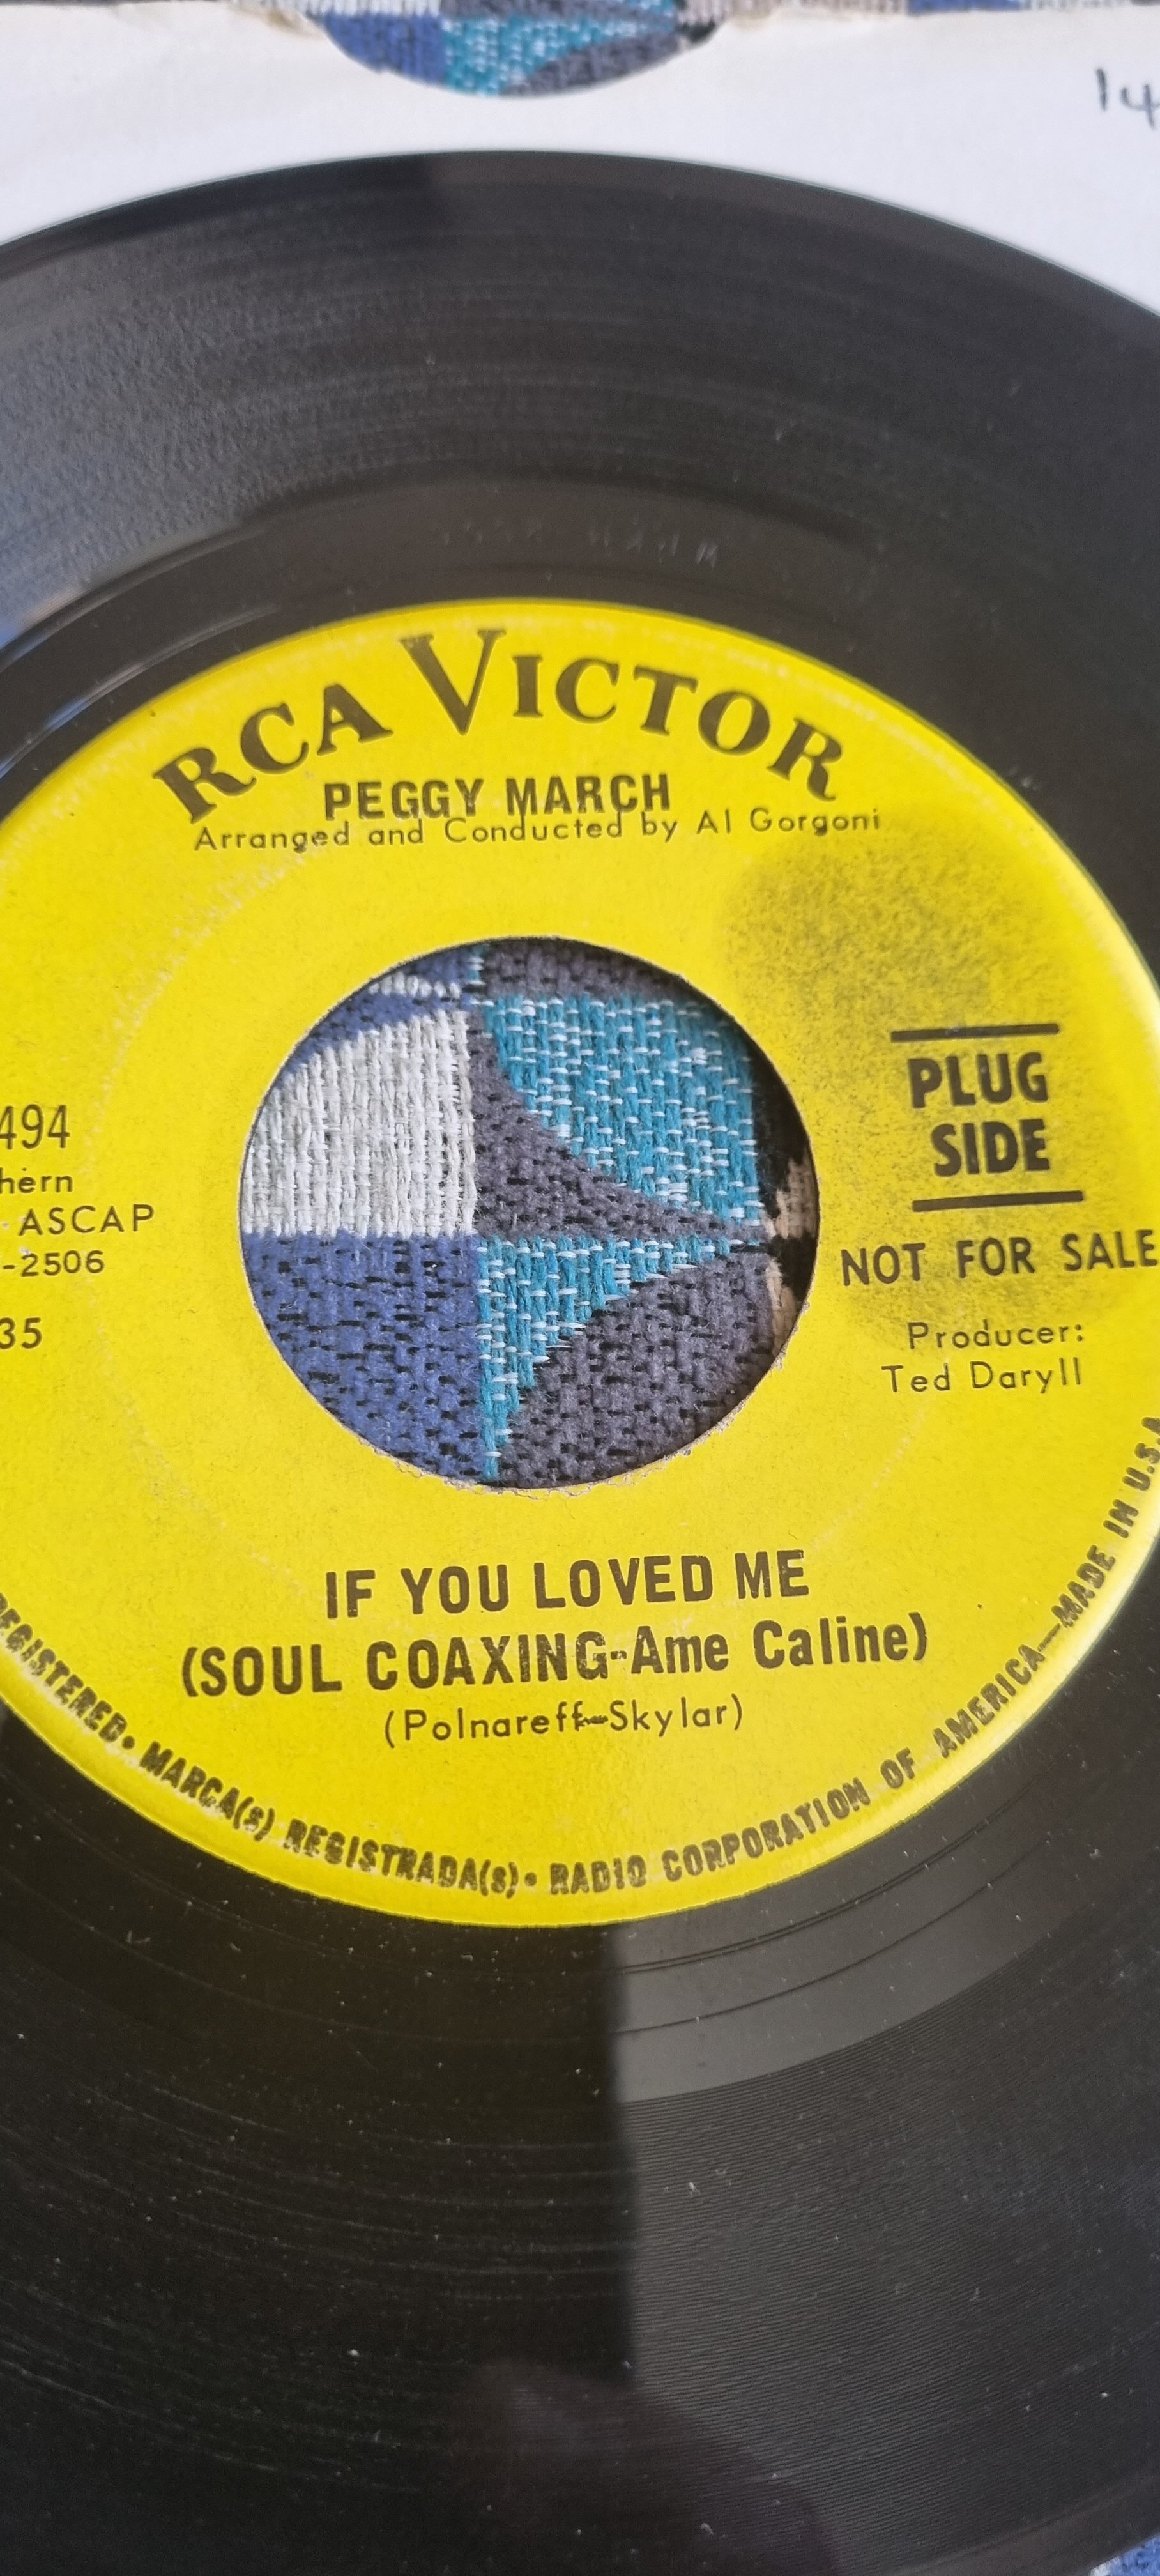 14
RCA VICTOR
PEGGY MARCH
Arranged and Conducted by Al Gorgoni
494
hern
ASCAP
-2506
35
PLUG
SIDE
NOT FOR SALE
Producer:
Ted Daryll
IF YOU LOVED ME
(SOUL COAXING-Ame Caline)
(Polnareff-Skylar)
REGISTERED • MARCA(s) REGISTRADA(s) • RADIO CORPORATION OF AMERICA—MADE IN U.S.A